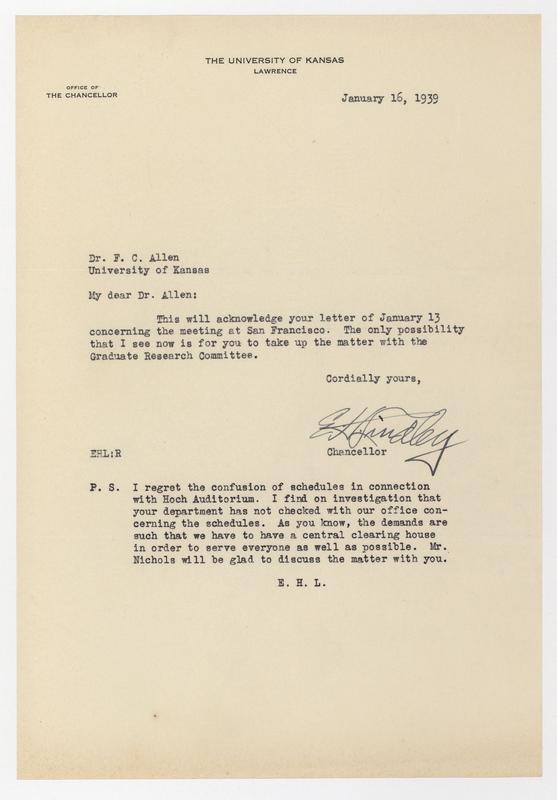 THE UNIVERSITY OF KANSAS
LAWRENCE
OFFICE OF
THE CHANCELLOR
January 16, 1939
Dr. F. C. Allen
University of Kansas
My dear Dr. Allen:
This will acknowledge your letter of January 13
concerning the meeting at San Francisco. The only possibility
that I see now is for you to take up the matter with the
Graduate Research Committee.
Cordially yours,
E H Lindley
EHL:R
Chancellor
P. S. I regret the confusion of schedules in connection
with Hoch Auditorium. I find on investigation that
your department has not checked with our office con-
cerning the schedules. As you know, the demands are
such that we have to have a central clearing house
in order to serve everyone as well as possible. Mr.
Nichols will be glad to discuss the matter with you.
E. H. L.